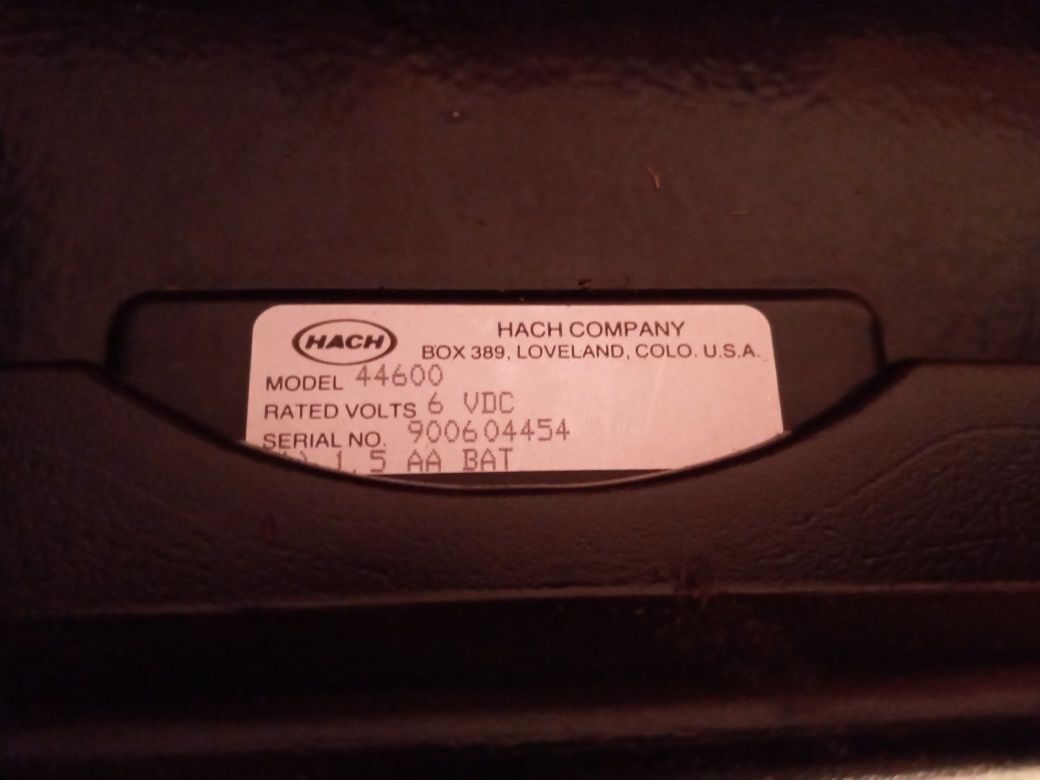 HACH
HACH COMPANY
BOX 389, LOVELAND, COLO. U.S.A.
MODEL 44600
RATED VOLTS 6 VDC
SERIAL NO. 900604454
1.5 AA BAT